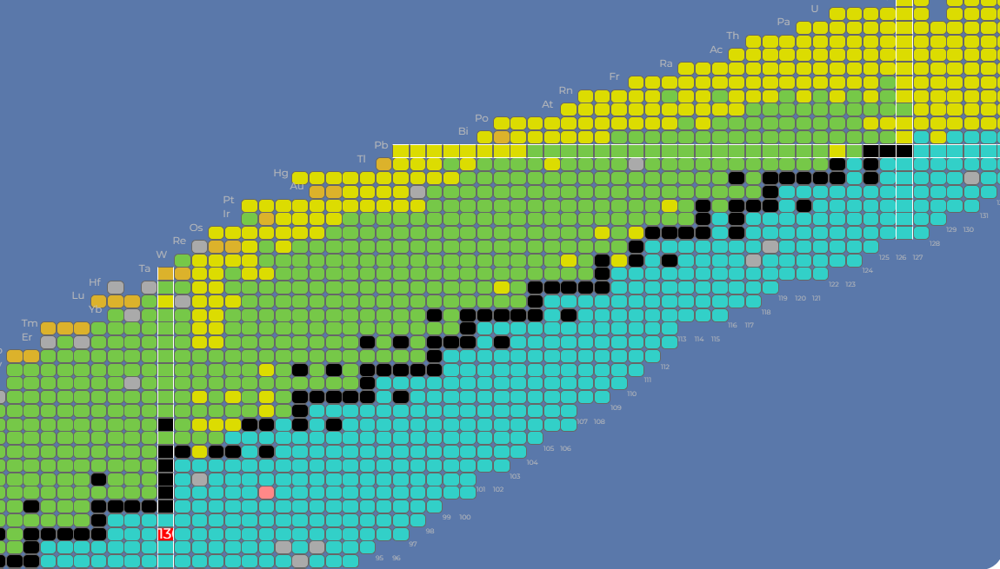 U
Pa
Th
Ac
Ra
Fr
Rn
At
Po
Bi
Pb
Tl
Hg
Au
Pt
Ir
Os
Re
W
Ta
Hf
Lu
Yb
Tm
Er
131
129 130
128
125 126 127
124
122 123
119 120 121
118
116 117
113 114 115
112
111
110
109
107 108
105 106
104
103
101 102
99 100
98
97
95 96